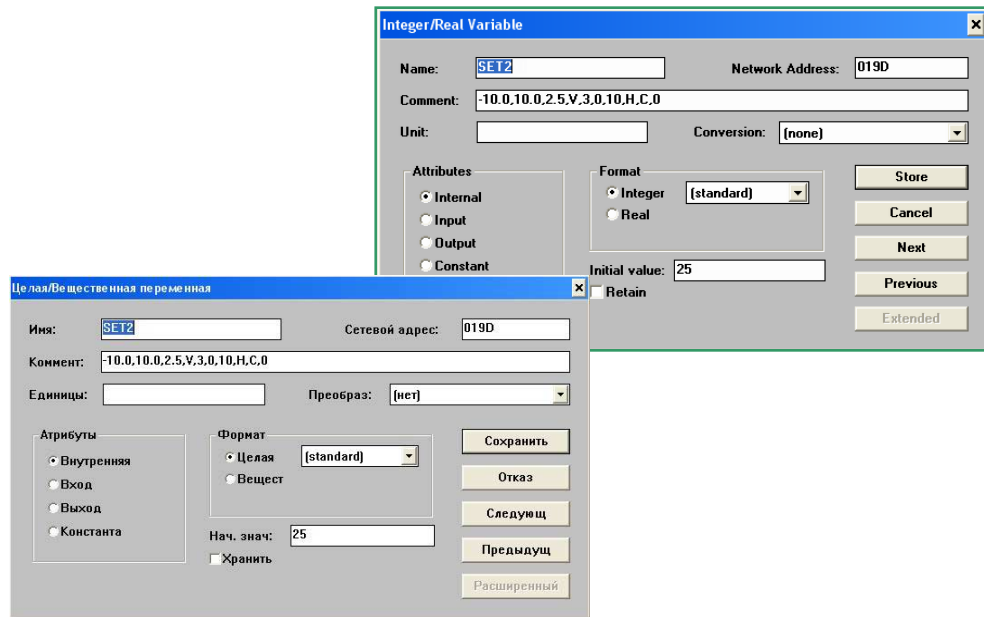 Integer/Real Variable
Name: SET2 Network Address: 019D
Comment: -10.0,10.0,2.5,V,3,0,10,H,C,0
Unit: Conversion: (none)
Attributes Format Store
Internal Integer (standard)
Input Real Cancel
Output Next
Constant Initial value: 25
Retain Previous
Extended
Целая/Вещественная переменная
Имя: SET2 Сетевой адрес: 019D
Коммент: -10.0,10.0,2.5,V,3,0,10,H,C,0
Единицы: Преобраз: (нет)
Атрибуты Формат Сохранить
Внутренняя Целая (standard)
Вход Вещест Отказ
Выход Следующ
Константа Нач. знач: 25
Хранить Предыдущ
Расширенный